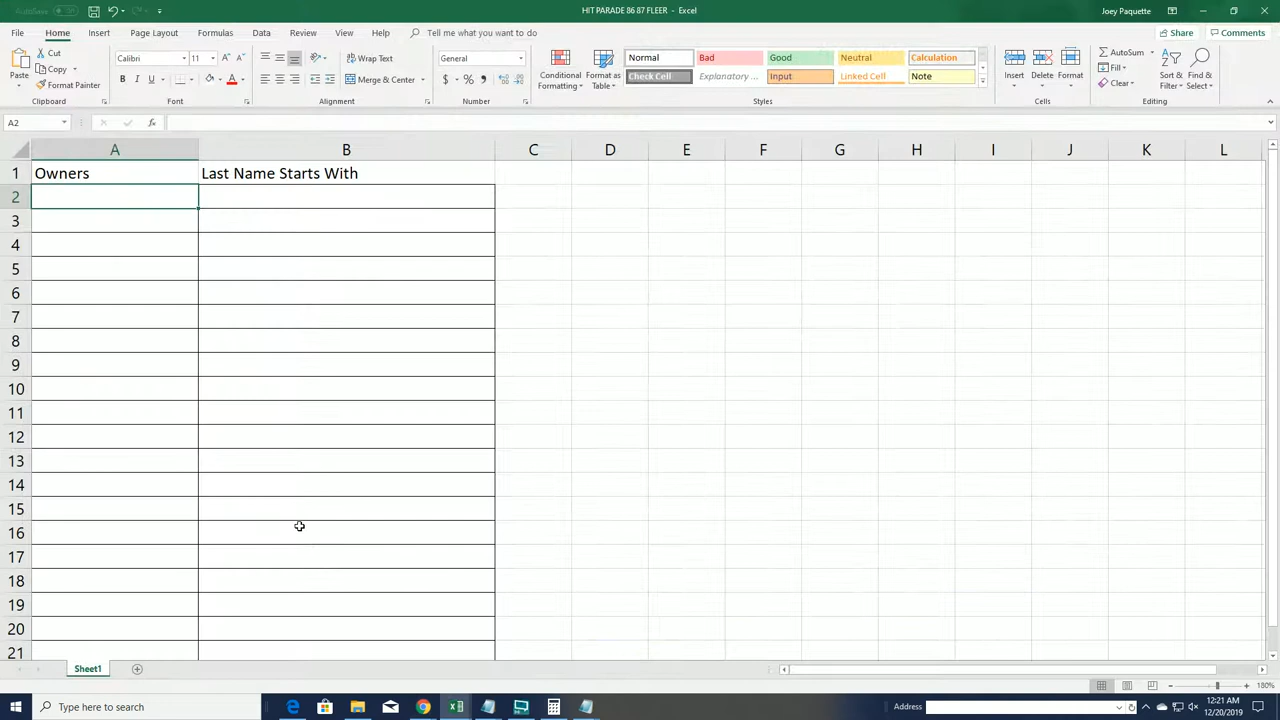 AutoSave Off
HIT PARADE 86 87 FLEER - Excel
Joey Paquette
File Home Insert Page Layout Formulas Data Review View Help Tell me what you want to do
Share Comments
Paste
Cut
Copy
Format Painter
Clipboard
Calibri 11
B I U
Font
Wrap Text
Merge & Center
Alignment
General
$ % ,
Number
Conditional Formatting
Format as Table
Normal Bad Good Neutral Calculation
Check Cell Explanatory ... Input Linked Cell Note
Styles
Insert Delete Format
Cells
AutoSum
Fill
Clear
Sort & Filter
Find & Select
Editing
A2
fx
A B C D E F G H I J K L
1 Owners Last Name Starts With
2
3
4
5
6
7
8
9
10
11
12
13
14
15
16
17
18
19
20
21
Sheet1
180%
Type here to search
Address
12:21 AM
12/20/2019